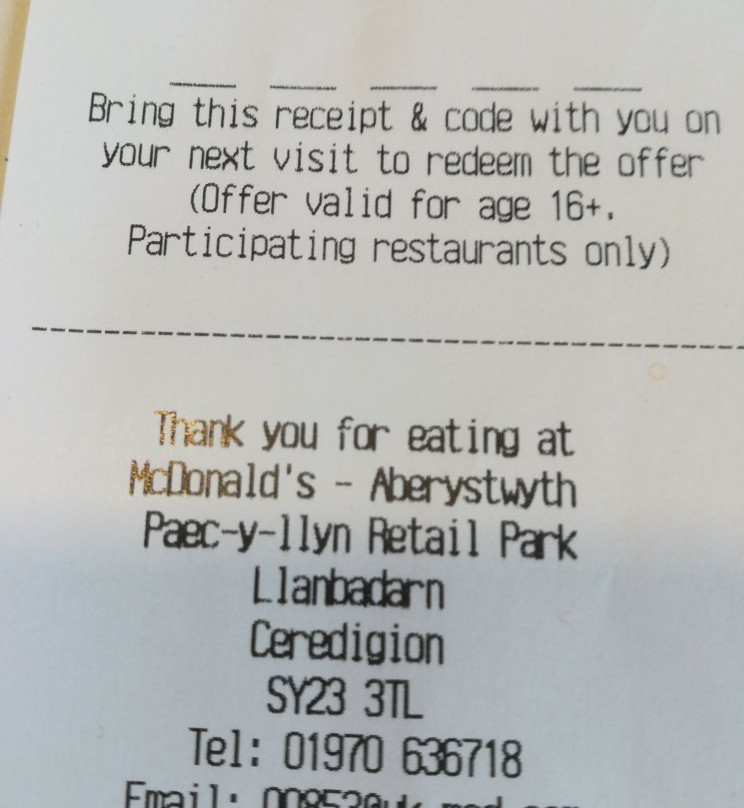 Bring this receipt & code with you on
your next visit to redeem the offer
(Offer valid for age 16+.
Participating restaurants only)
Thank you for eating at
McDonald's - Aberystwyth
Paec-y-llyn Retail Park
Llanbadarn
Ceredigion
SY23 3TL
Tel: 01970 636718
Email: